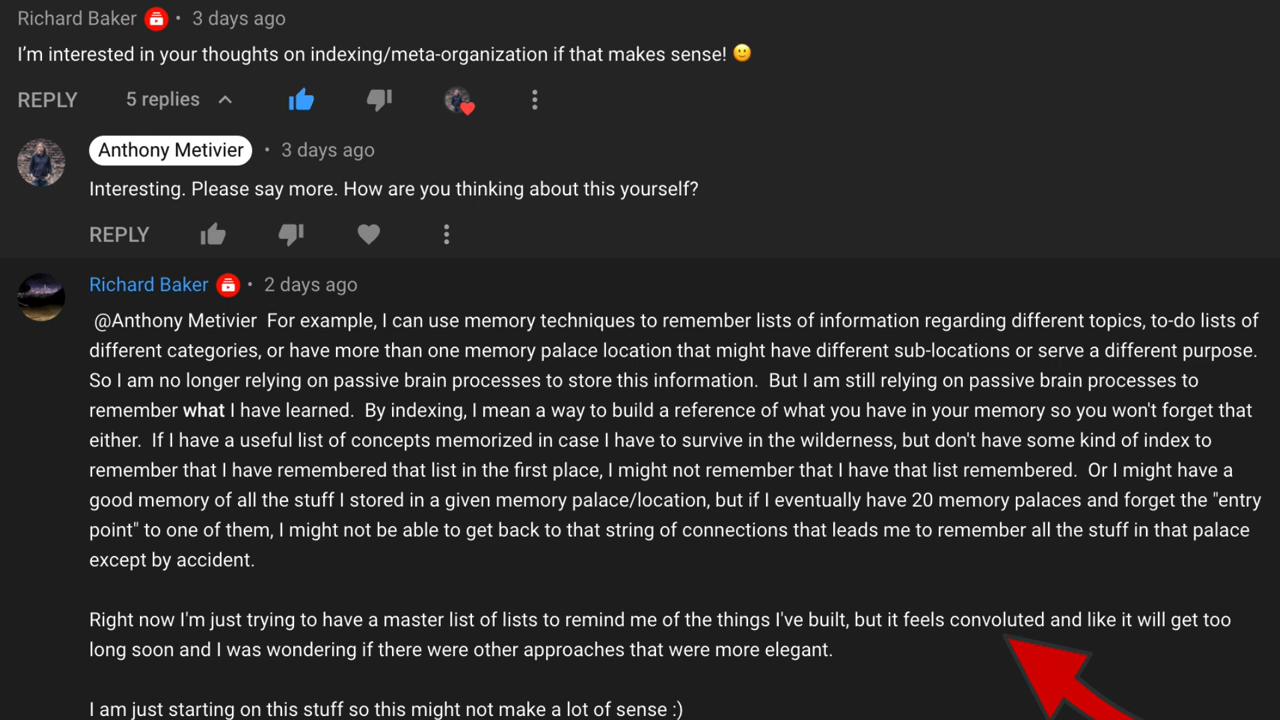 Richard Baker • 3 days ago
I'm interested in your thoughts on indexing/meta-organization if that makes sense! 🙂
REPLY 5 replies
Anthony Metivier • 3 days ago
Interesting. Please say more. How are you thinking about this yourself?
REPLY
Richard Baker • 2 days ago
@Anthony Metivier For example, I can use memory techniques to remember lists of information regarding different topics, to-do lists of
different categories, or have more than one memory palace location that might have different sub-locations or serve a different purpose.
So I am no longer relying on passive brain processes to store this information. But I am still relying on passive brain processes to
remember what I have learned. By indexing, I mean a way to build a reference of what you have in your memory so you won't forget that
either. If I have a useful list of concepts memorized in case I have to survive in the wilderness, but don't have some kind of index to
remember that I have remembered that list in the first place, I might not remember that I have that list remembered. Or I might have a
good memory of all the stuff I stored in a given memory palace/location, but if I eventually have 20 memory palaces and forget the "entry
point" to one of them, I might not be able to get back to that string of connections that leads me to remember all the stuff in that palace
except by accident.
Right now I'm just trying to have a master list of lists to remind me of the things I've built, but it feels convoluted and like it will get too
long soon and I was wondering if there were other approaches that were more elegant.
I am just starting on this stuff so this might not make a lot of sense :)